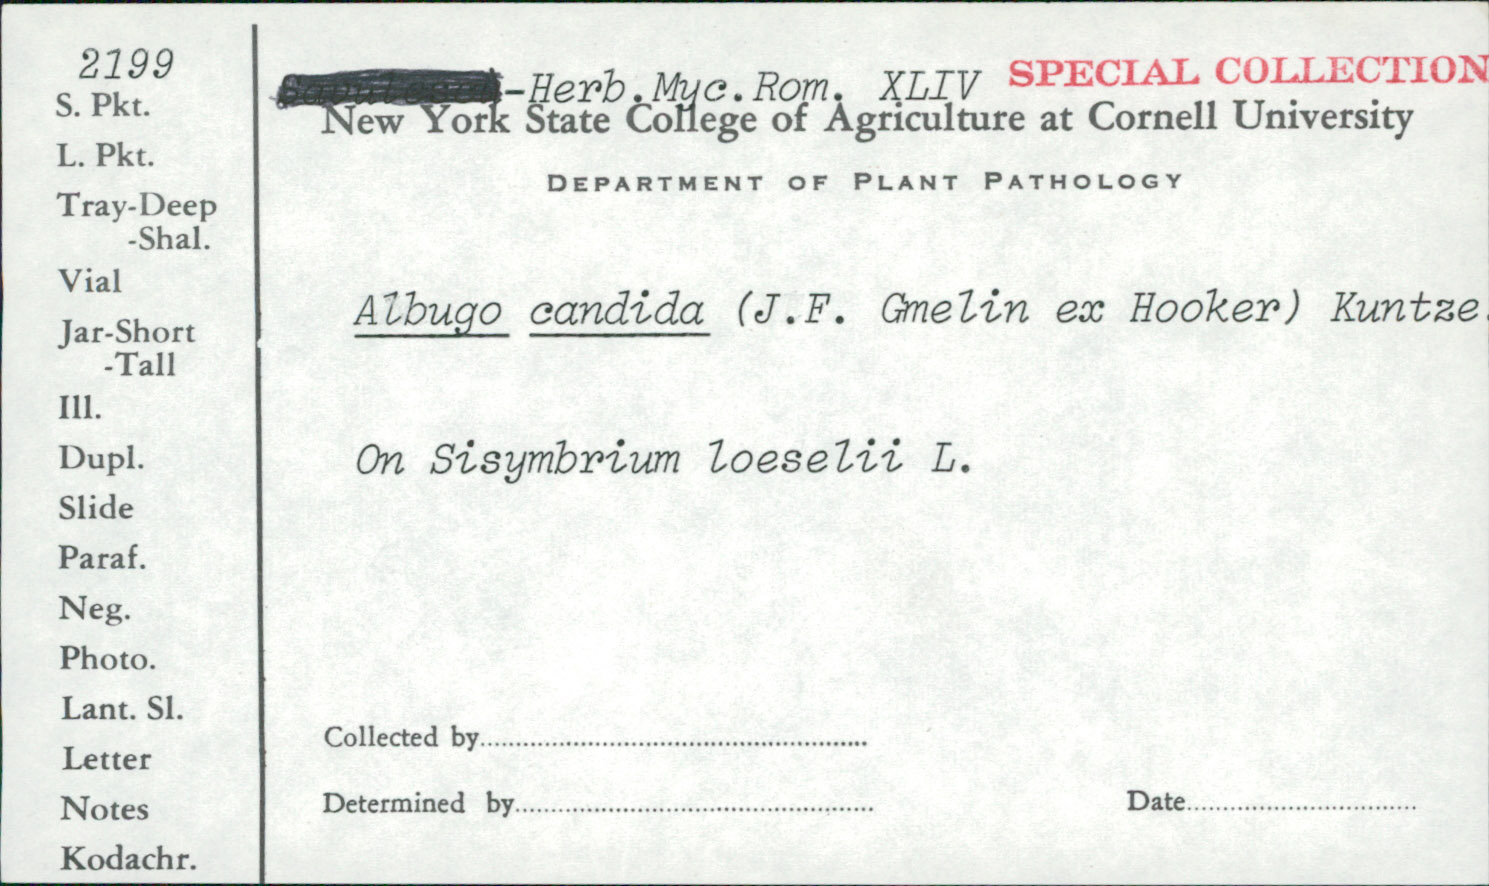 2199
S. Pkt.
L. Pkt.
Tray-Deep
-Shal.
Vial
Jar-Short
-Tall
Ill.
Dupl.
Slide
Paraf.
Neg.
Photo.
Lant. Sl.
Letter
Notes
Kodachr.
-Herb.Myc.Rom. XLIV SPECIAL COLLECTION
New York State College of Agriculture at Cornell University
DEPARTMENT OF PLANT PATHOLOGY
Albugo candida (J.F. Gmelin ex Hooker) Kuntze.
On Sisymbrium loeselii L.
Collected by
Determined by Date